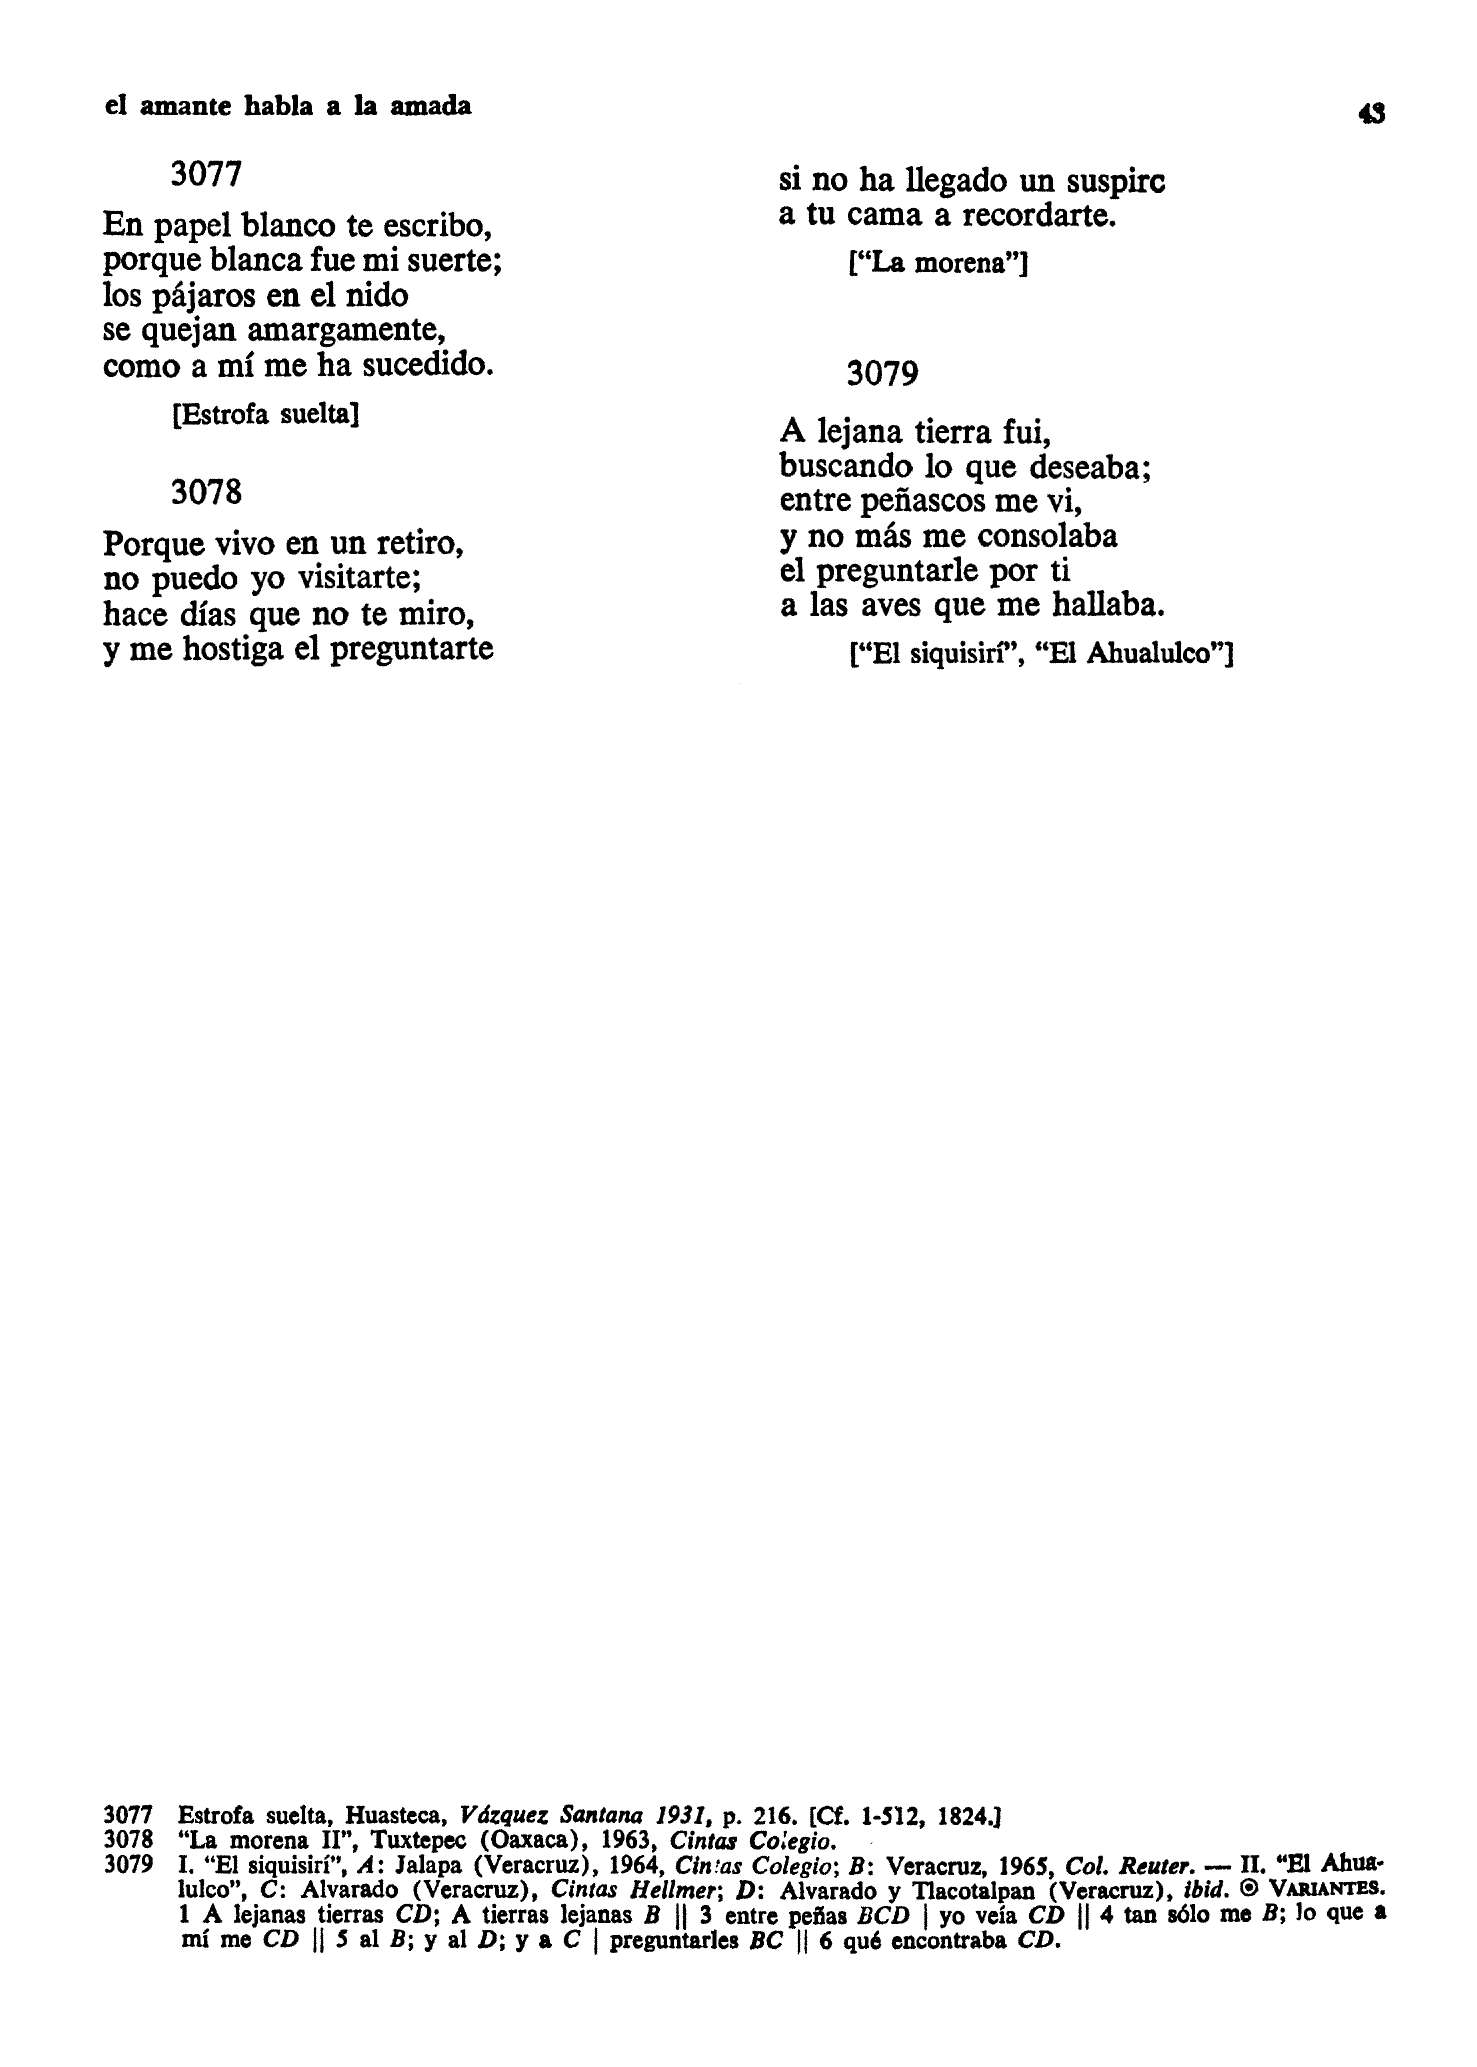 el amante habla a la amada
43
3077
En papel blanco te escribo,
porque blanca fue mi suerte;
los pájaros en el nido
se quejan amargamente,
como a mí me ha sucedido.
[Estrofa suelta]
3078
Porque vivo en un retiro,
no puedo yo visitarte;
hace días que no te miro,
y me hostiga el preguntarte
si no ha llegado un suspiro
a tu cama a recordarte.
["La morena"]
3079
A lejana tierra fui,
buscando lo que deseaba;
entre peñascos me vi,
y no más me consolaba
el preguntarle por ti
a las aves que me hallaba.
["El siquisirí", "El Ahualulco"]
3077 Estrofa suelta, Huasteca, Vázquez Santana 1931, p. 216. [Cf. 1-512, 1824.]
3078 "La morena II", Tuxtepec (Oaxaca), 1963, Cintas Colegio.
3079 I. "El siquisirí", A: Jalapa (Veracruz), 1964, Cintas Colegio; B: Veracruz, 1965, Col. Reuter. — II. "El Ahua-
lulco", C: Alvarado (Veracruz), Cintas Hellmer; D: Alvarado y Tlacotalpan (Veracruz), ibid. ⊙ VARIANTES.
1 A lejanas tierras CD; A tierras lejanas B || 3 entre peñas BCD | yo veía CD || 4 tan sólo me B; lo que a
mí me CD || 5 al B; y al D; y a C | preguntarles BC || 6 qué encontraba CD.